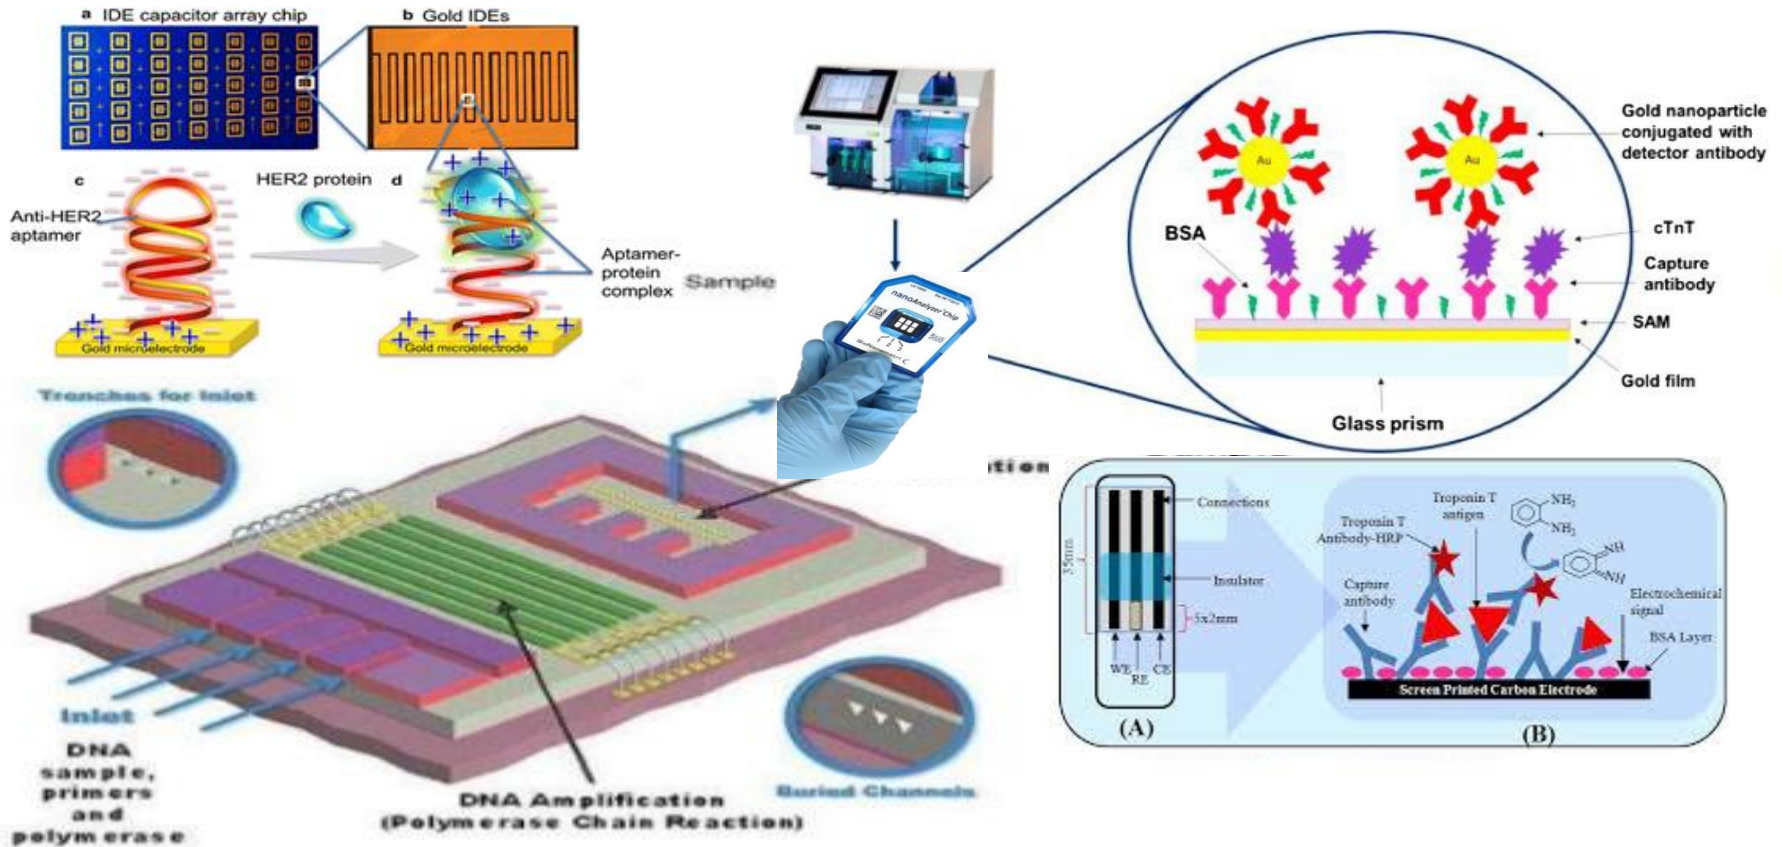 a IDE capacitor array chip
b Gold IDEs
c
HER2 protein
d
Anti-HER2
aptamer
Aptamer-
protein
complex
Gold microelectrode
Gold microelectrode
Sample
nanoAnalyzer Chip
Gold nanoparticle
conjugated with
detector antibody
Au
Au
BSA
cTnT
Capture
antibody
SAM
Gold film
Glass prism
Trenches for Inlet
tion
Inlet
DNA
sample,
primers
and
polymerase
DNA Amplification
(Polymerase Chain Reaction)
Buried Channels
35mm
Connections
Insulator
5x2mm
WE
RE
CE
(A)
Troponin T
antigen
Troponin T
Antibody-HRP
Capture
antibody
NH2
NH2
NH
NH
Electrochemical
signal
BSA Layer
Screen Printed Carbon Electrode
(B)